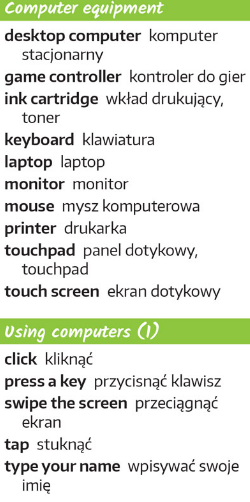 Computer equipment
desktop computer komputer
stacjonarny
game controller kontroler do gier
ink cartridge wkład drukujący,
toner
keyboard klawiatura
laptop laptop
monitor monitor
mouse mysz komputerowa
printer drukarka
touchpad panel dotykowy,
touchpad
touch screen ekran dotykowy
Using computers (1)
click kliknąć
press a key przycisnąć klawisz
swipe the screen przeciągnąć
ekran
tap stuknąć
type your name wpisywać swoje
imię